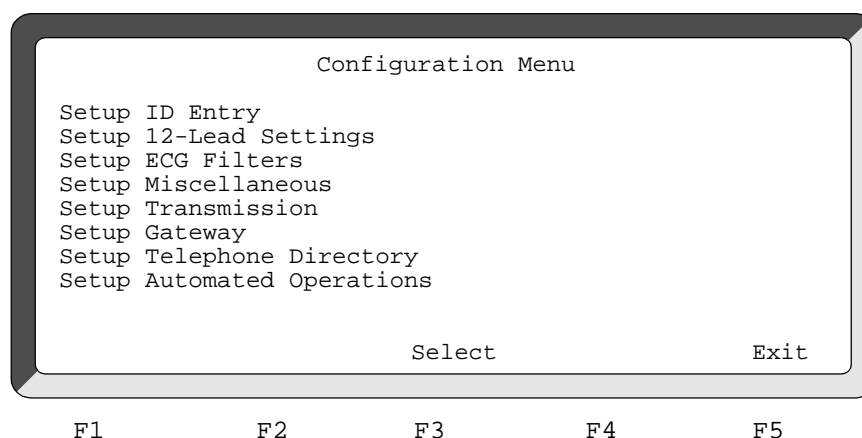 Configuration Menu
Setup ID Entry
Setup 12-Lead Settings
Setup ECG Filters
Setup Miscellaneous
Setup Transmission
Setup Gateway
Setup Telephone Directory
Setup Automated Operations
Select Exit
F1 F2 F3 F4 F5